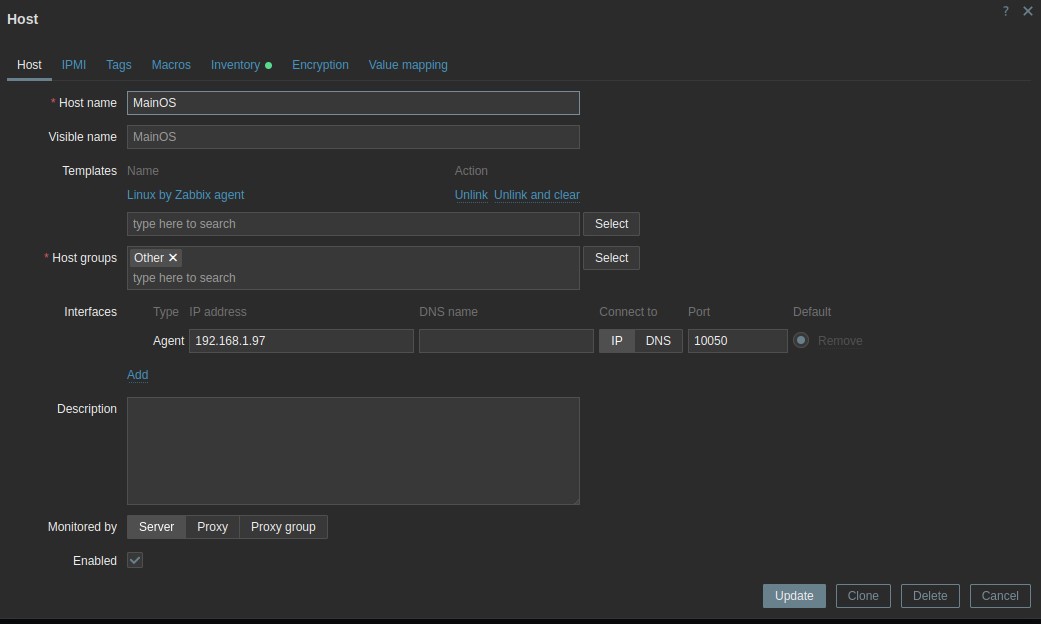 Host
?
Host IPMI Tags Macros Inventory Encryption Value mapping
* Host name MainOS
Visible name MainOS
Templates Name Action
Linux by Zabbix agent Unlink Unlink and clear
type here to search Select
* Host groups Other Select
type here to search
Interfaces Type IP address DNS name Connect to Port Default
Agent 192.168.1.97 IP DNS 10050 Remove
Add
Description
Monitored by Server Proxy Proxy group
Enabled
Update Clone Delete Cancel